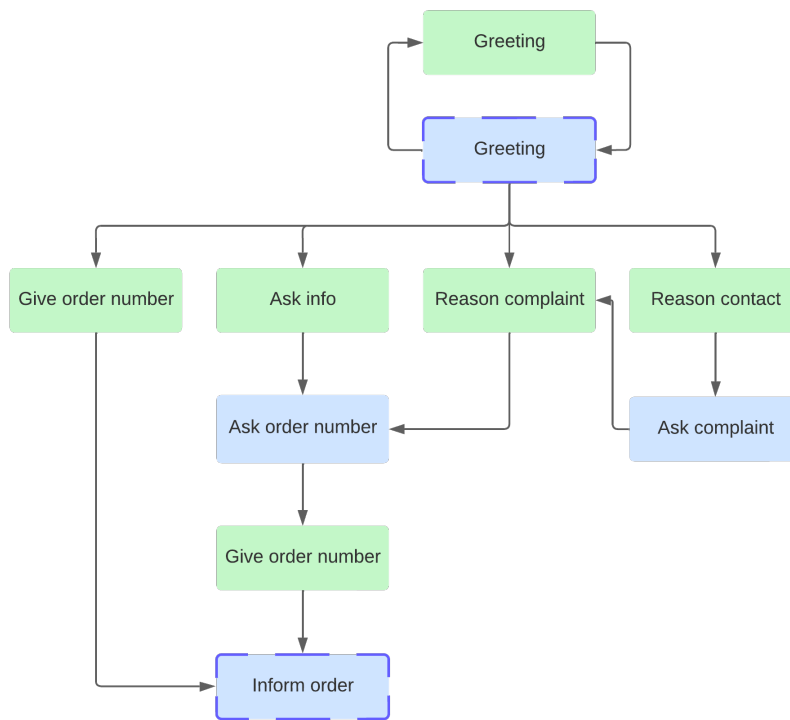 Greeting
Greeting
Give order number
Ask info
Reason complaint
Reason contact
Ask order number
Ask complaint
Give order number
Inform order